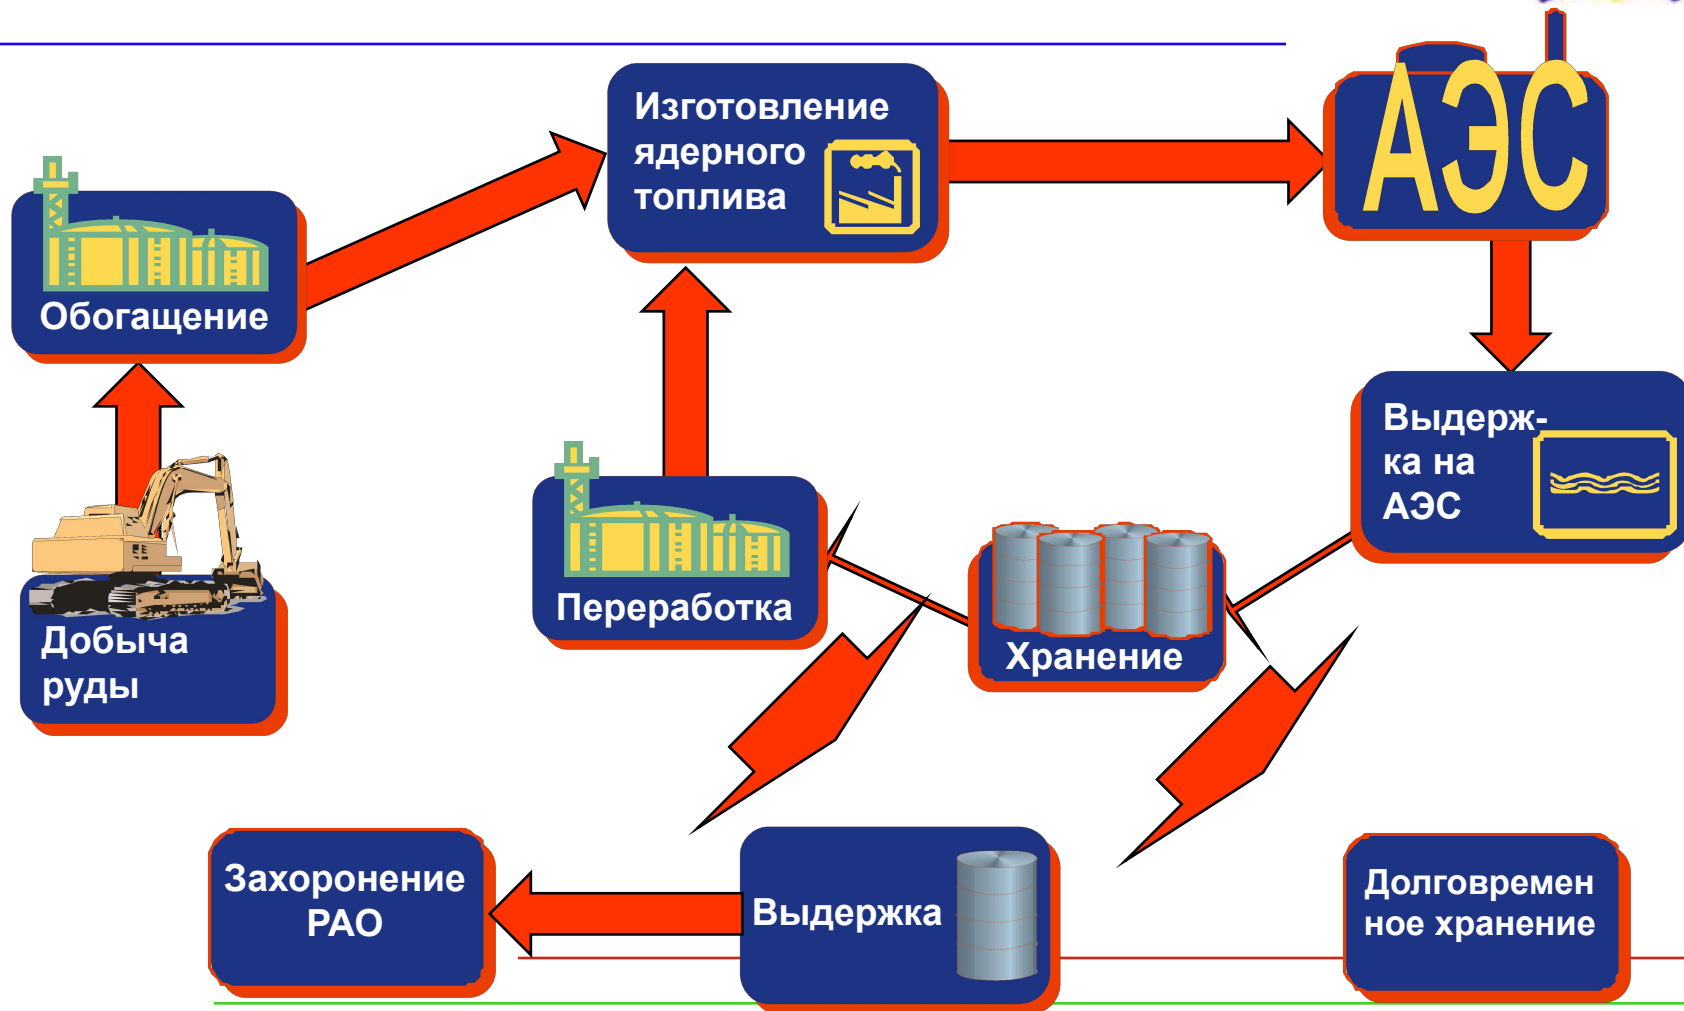 Изготовление
ядерного
топлива
АЭС
Обогащение
Выдерж-
ка на
АЭС
Переработка
Хранение
Добыча
руды
Захоронение
РАО
Выдержка
Долговремен
ное хранение